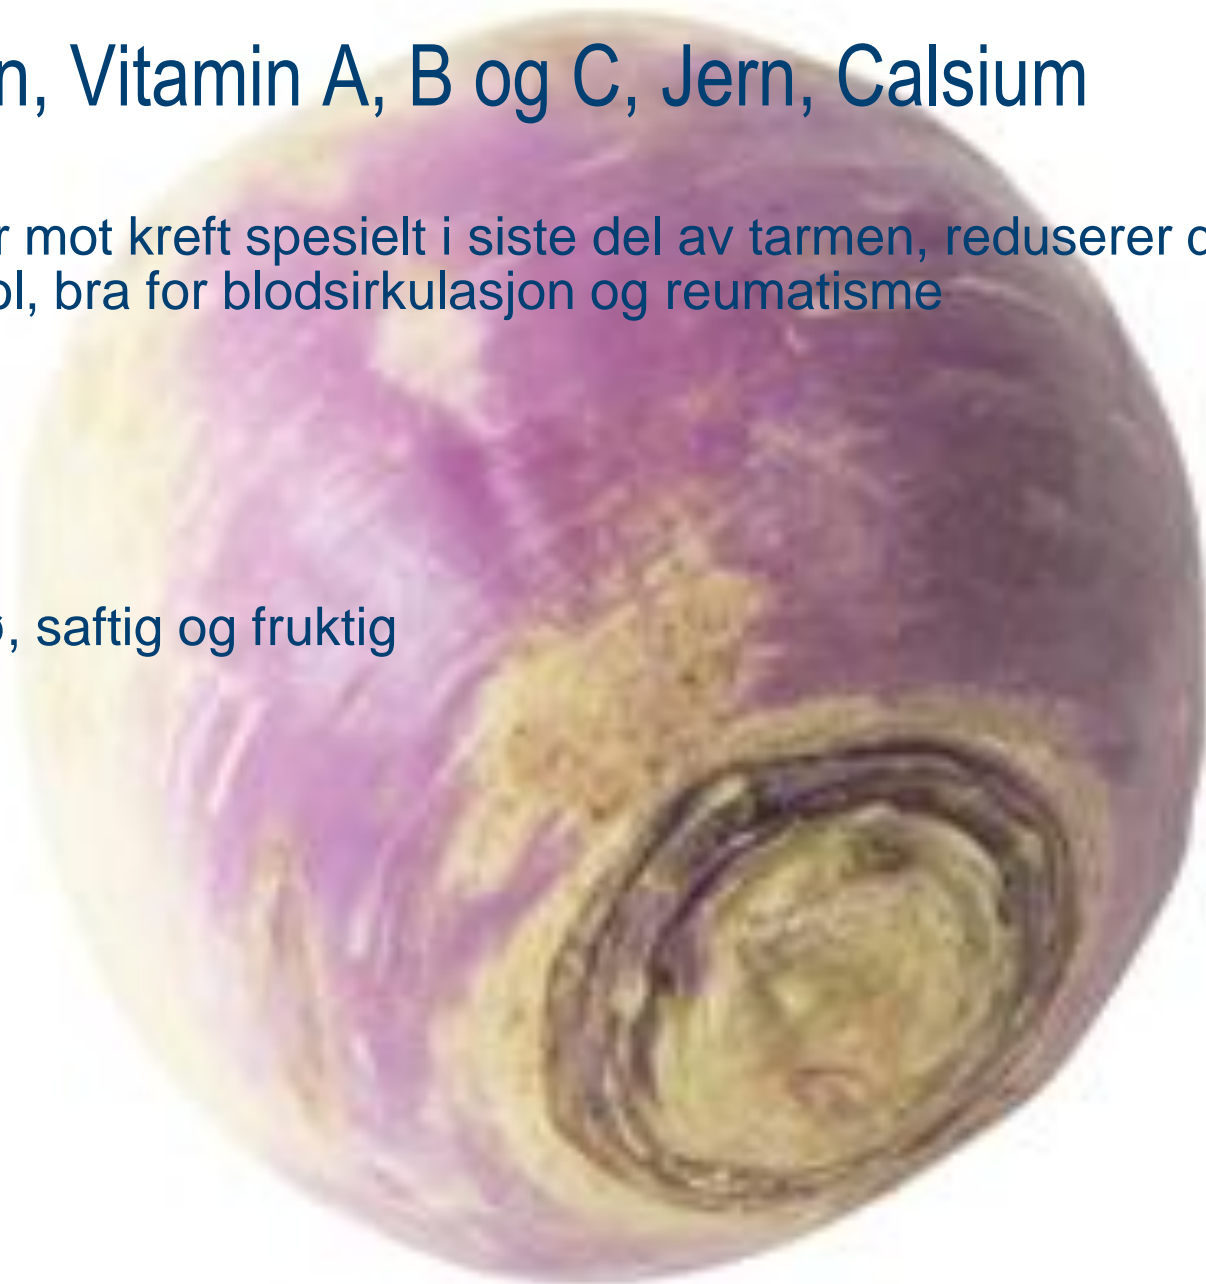 n, Vitamin A, B og C, Jern, Calsium
r mot kreft spesielt i siste del av tarmen, reduserer
ol, bra for blodsirkulasjon og reumatisme
, saftig og fruktig